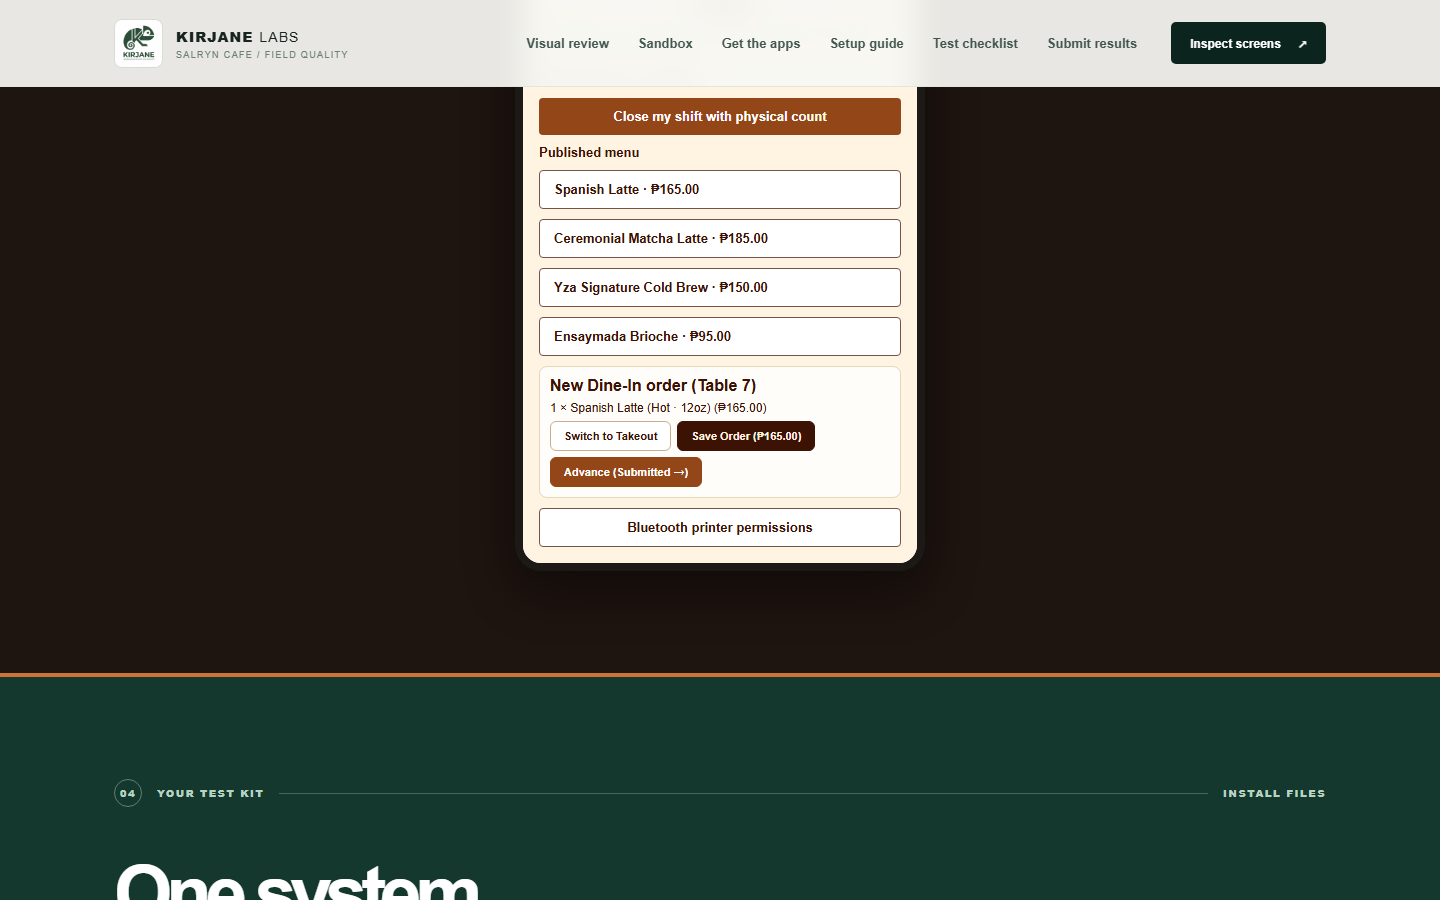 KIRJANE
KIRJANE LABS
SALRYN CAFE / FIELD QUALITY
Visual review
Sandbox
Get the apps
Setup guide
Test checklist
Submit results
Inspect screens ↗
Close my shift with physical count
Published menu
Spanish Latte · ₱165.00
Ceremonial Matcha Latte · ₱185.00
Yza Signature Cold Brew · ₱150.00
Ensaymada Brioche · ₱95.00
New Dine-In order (Table 7)
1 × Spanish Latte (Hot · 12oz) (₱165.00)
Switch to Takeout
Save Order (₱165.00)
Advance (Submitted →)
Bluetooth printer permissions
04
YOUR TEST KIT
INSTALL FILES
One system